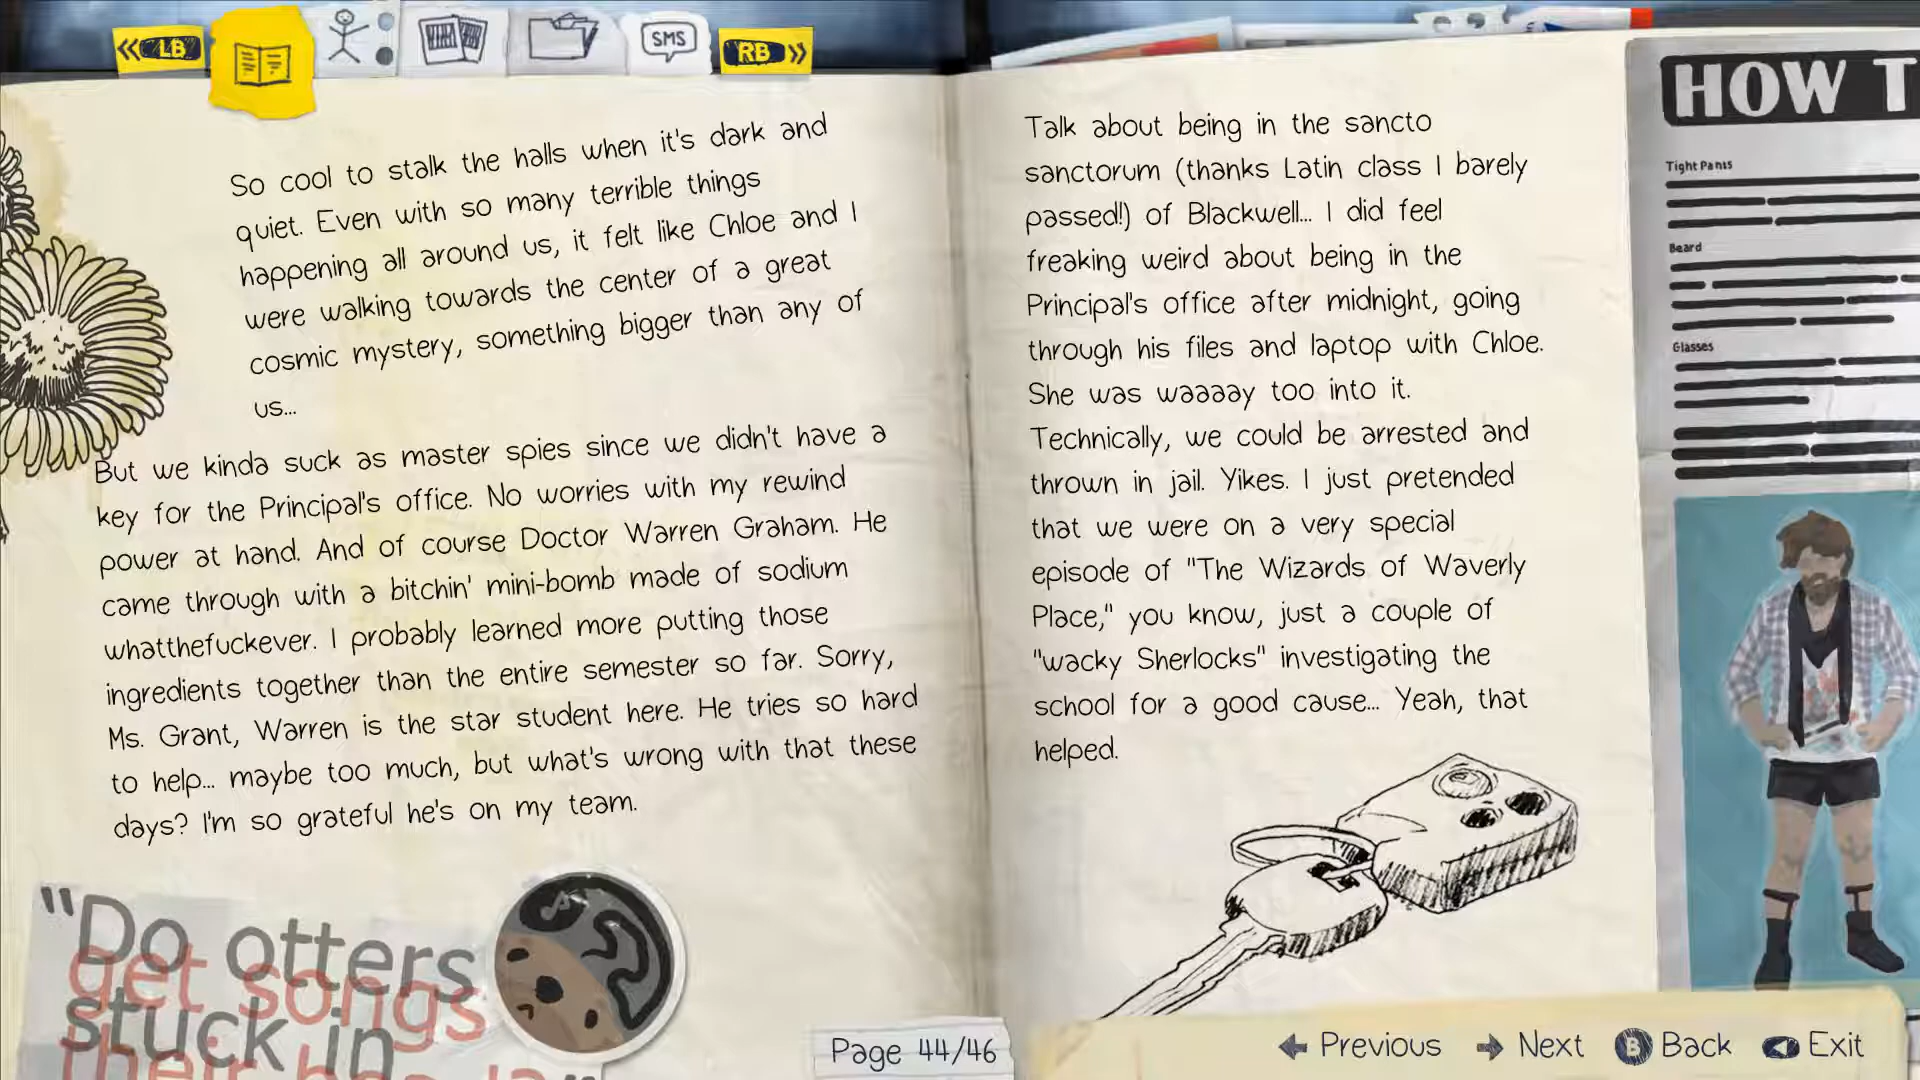 LB
SMS
RB
So cool to stalk the halls when it's dark and
quiet. Even with so many terrible things
happening all around us, it felt like Chloe and I
were walking towards the center of a great
cosmic mystery, something bigger than any of
us...
But we kinda suck as master spies since we didn't have a
key for the Principal's office. No worries with my rewind
power at hand. And of course Doctor Warren Graham. He
came through with a bitchin' mini-bomb made of sodium
whatthefuckever. I probably learned more putting those
ingredients together than the entire semester so far. Sorry,
Ms. Grant, Warren is the star student here. He tries so hard
to help... maybe too much, but what's wrong with that these
days? I'm so grateful he's on my team.
"Do otters
get songs
stuck in
Talk about being in the sancto
sanctorum (thanks Latin class I barely
passed!) of Blackwell... I did feel
freaking weird about being in the
Principal's office after midnight, going
through his files and laptop with Chloe.
She was waaaay too into it.
Technically, we could be arrested and
thrown in jail. Yikes. I just pretended
that we were on a very special
episode of "The Wizards of Waverly
Place," you know, just a couple of
"wacky Sherlocks" investigating the
school for a good cause... Yeah, that
helped.
HOW T
Tight Pants
Beard
Glasses
Page 44/46
Previous
Next
B Back
Exit